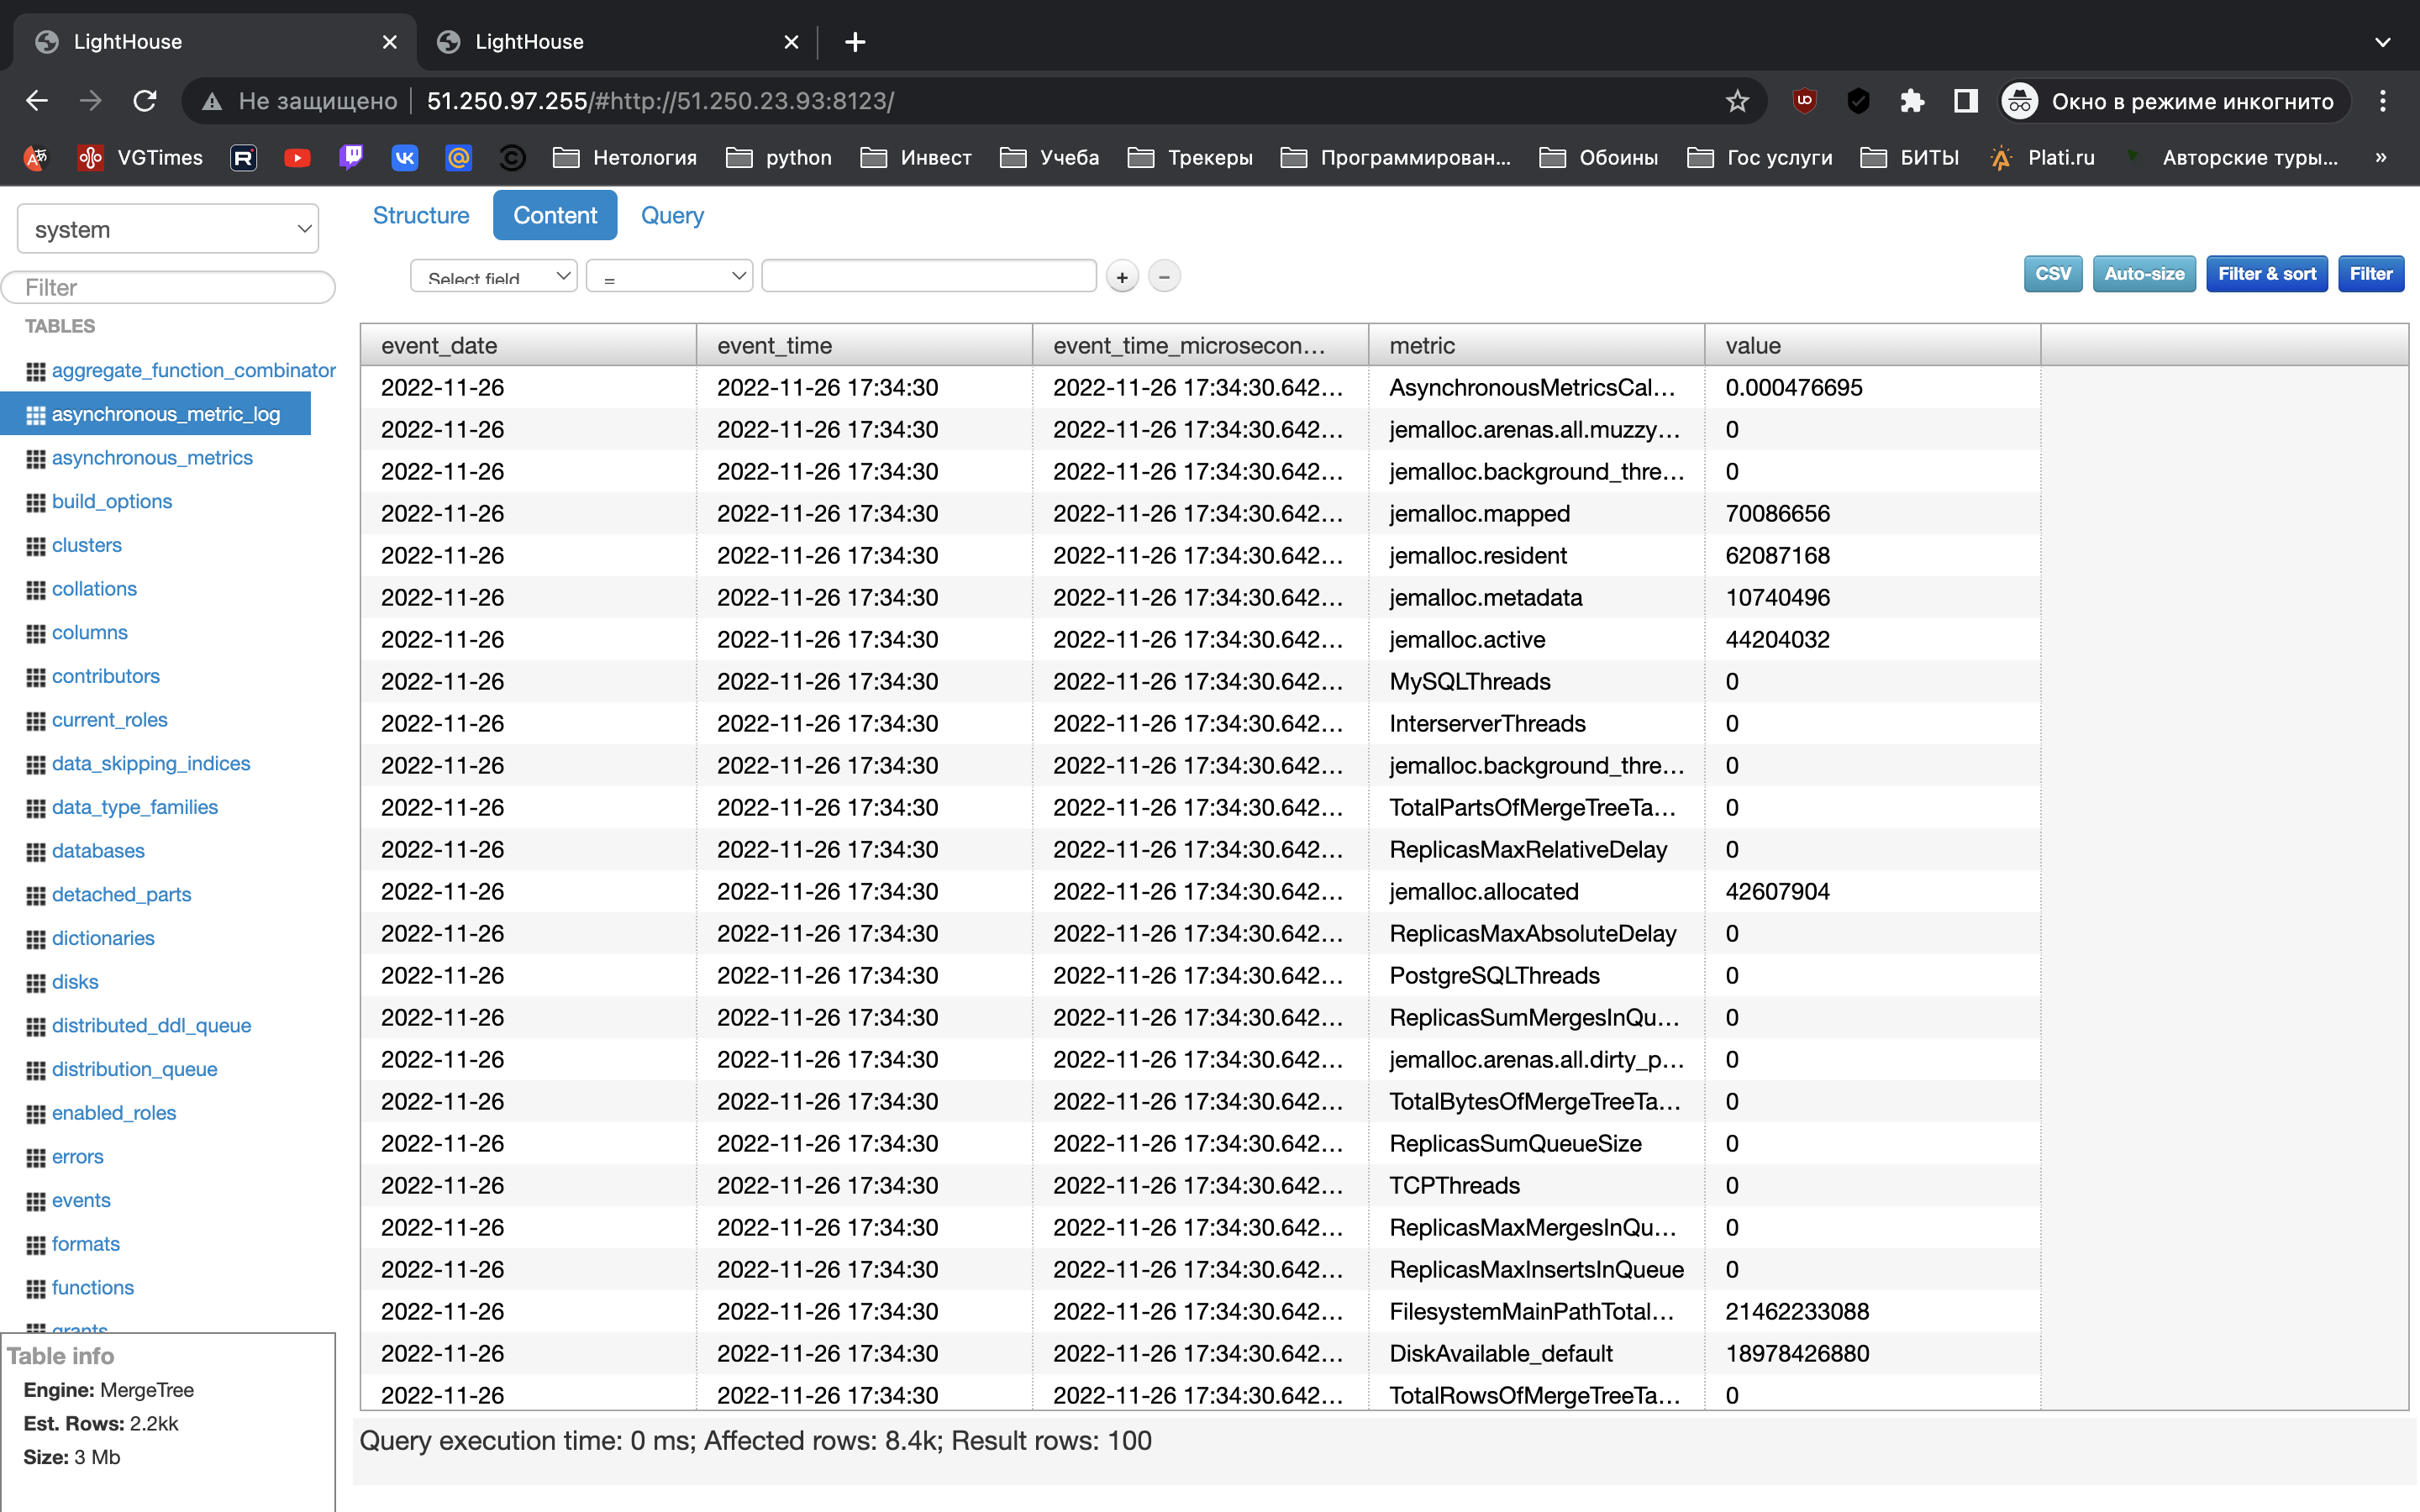 LightHouse
LightHouse
Не защищено 51.250.97.255/#http://51.250.23.93:8123/ Окно в режиме инкогнито
VGTimes Нетология python Инвест Учеба Трекеры Программирован... Обоины Гос услуги БИТЫ Plati.ru Авторские туры... »
system
Structure Content Query
Filter
Select field = + − CSV Auto-size Filter & sort Filter
TABLES
aggregate_function_combinator
asynchronous_metric_log
asynchronous_metrics
build_options
clusters
collations
columns
contributors
current_roles
data_skipping_indices
data_type_families
databases
detached_parts
dictionaries
disks
distributed_ddl_queue
distribution_queue
enabled_roles
errors
events
formats
functions
grants
Table info
Engine: MergeTree
Est. Rows: 2.2kk
Size: 3 Mb
event_date event_time event_time_microsecon... metric value
2022-11-26 2022-11-26 17:34:30 2022-11-26 17:34:30.642... AsynchronousMetricsCal... 0.000476695
2022-11-26 2022-11-26 17:34:30 2022-11-26 17:34:30.642... jemalloc.arenas.all.muzzy... 0
2022-11-26 2022-11-26 17:34:30 2022-11-26 17:34:30.642... jemalloc.background_thre... 0
2022-11-26 2022-11-26 17:34:30 2022-11-26 17:34:30.642... jemalloc.mapped 70086656
2022-11-26 2022-11-26 17:34:30 2022-11-26 17:34:30.642... jemalloc.resident 62087168
2022-11-26 2022-11-26 17:34:30 2022-11-26 17:34:30.642... jemalloc.metadata 10740496
2022-11-26 2022-11-26 17:34:30 2022-11-26 17:34:30.642... jemalloc.active 44204032
2022-11-26 2022-11-26 17:34:30 2022-11-26 17:34:30.642... MySQLThreads 0
2022-11-26 2022-11-26 17:34:30 2022-11-26 17:34:30.642... InterserverThreads 0
2022-11-26 2022-11-26 17:34:30 2022-11-26 17:34:30.642... jemalloc.background_thre... 0
2022-11-26 2022-11-26 17:34:30 2022-11-26 17:34:30.642... TotalPartsOfMergeTreeTa... 0
2022-11-26 2022-11-26 17:34:30 2022-11-26 17:34:30.642... ReplicasMaxRelativeDelay 0
2022-11-26 2022-11-26 17:34:30 2022-11-26 17:34:30.642... jemalloc.allocated 42607904
2022-11-26 2022-11-26 17:34:30 2022-11-26 17:34:30.642... ReplicasMaxAbsoluteDelay 0
2022-11-26 2022-11-26 17:34:30 2022-11-26 17:34:30.642... PostgreSQLThreads 0
2022-11-26 2022-11-26 17:34:30 2022-11-26 17:34:30.642... ReplicasSumMergesInQu... 0
2022-11-26 2022-11-26 17:34:30 2022-11-26 17:34:30.642... jemalloc.arenas.all.dirty_p... 0
2022-11-26 2022-11-26 17:34:30 2022-11-26 17:34:30.642... TotalBytesOfMergeTreeTa... 0
2022-11-26 2022-11-26 17:34:30 2022-11-26 17:34:30.642... ReplicasSumQueueSize 0
2022-11-26 2022-11-26 17:34:30 2022-11-26 17:34:30.642... TCPThreads 0
2022-11-26 2022-11-26 17:34:30 2022-11-26 17:34:30.642... ReplicasMaxMergesInQu... 0
2022-11-26 2022-11-26 17:34:30 2022-11-26 17:34:30.642... ReplicasMaxInsertsInQueue 0
2022-11-26 2022-11-26 17:34:30 2022-11-26 17:34:30.642... FilesystemMainPathTotal... 21462233088
2022-11-26 2022-11-26 17:34:30 2022-11-26 17:34:30.642... DiskAvailable_default 18978426880
2022-11-26 2022-11-26 17:34:30 2022-11-26 17:34:30.642... TotalRowsOfMergeTreeTa... 0
Query execution time: 0 ms; Affected rows: 8.4k; Result rows: 100